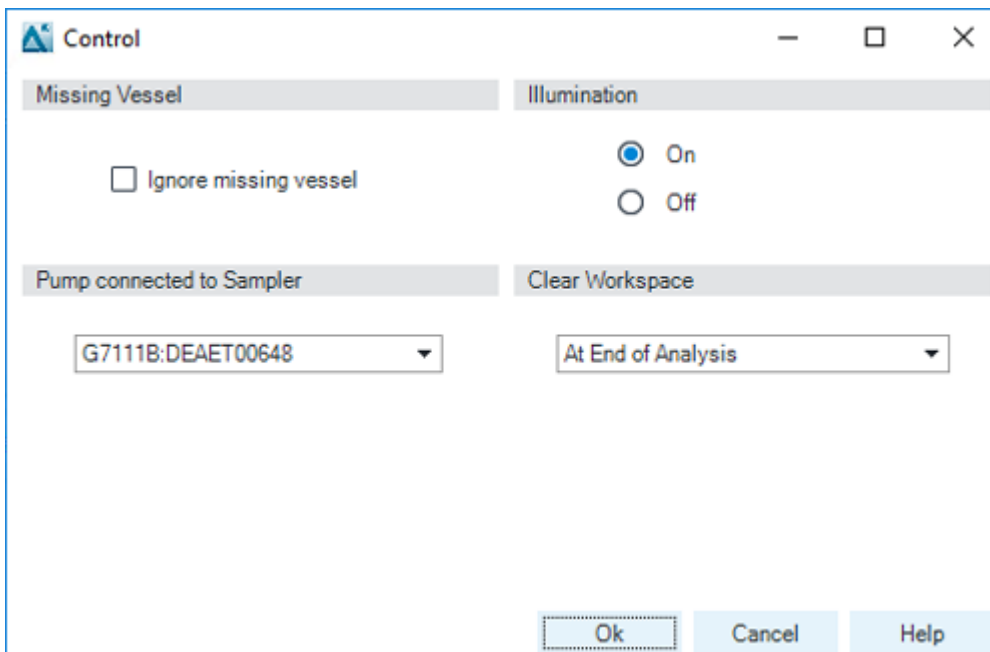 Control
Missing Vessel
Illumination
Ignore missing vessel
On
Off
Pump connected to Sampler
Clear Workspace
G7111B:DEAET00648
At End of Analysis
Ok
Cancel
Help